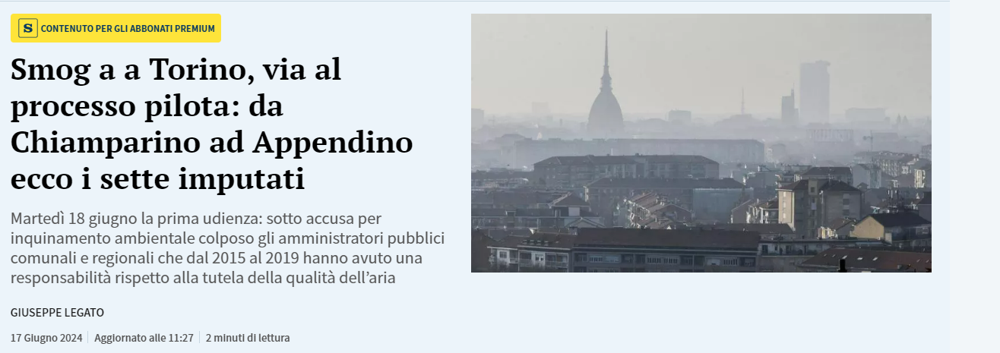 S CONTENUTO PER GLI ABBONATI PREMIUM
Smog a a Torino, via al
processo pilota: da
Chiamparino ad Appendino
ecco i sette imputati
Martedì 18 giugno la prima udienza: sotto accusa per
inquinamento ambientale colposo gli amministratori pubblici
comunali e regionali che dal 2015 al 2019 hanno avuto una
responsabilità rispetto alla tutela della qualità dell’aria
GIUSEPPE LEGATO
17 Giugno 2024 Aggiornato alle 11:27 2 minuti di lettura